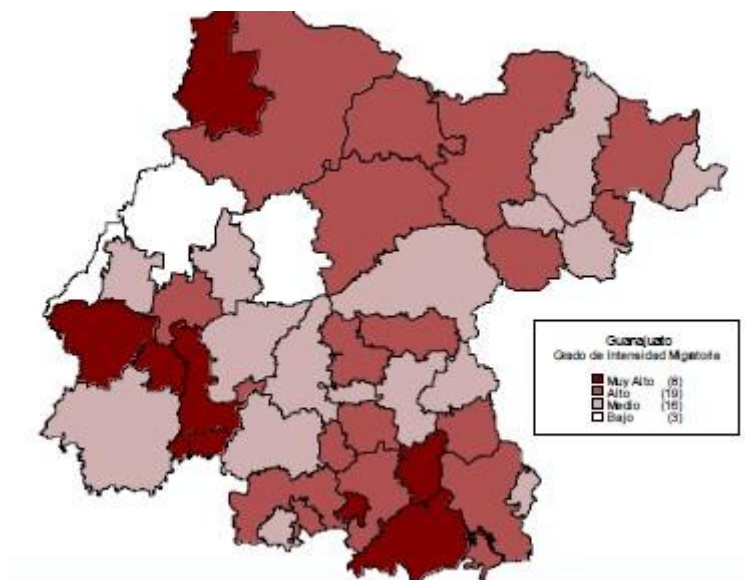 Guanajuato
Grado de Intensidad Migratoria
Muy Alto (8)
Alto (19)
Medio (16)
Bajo (3)